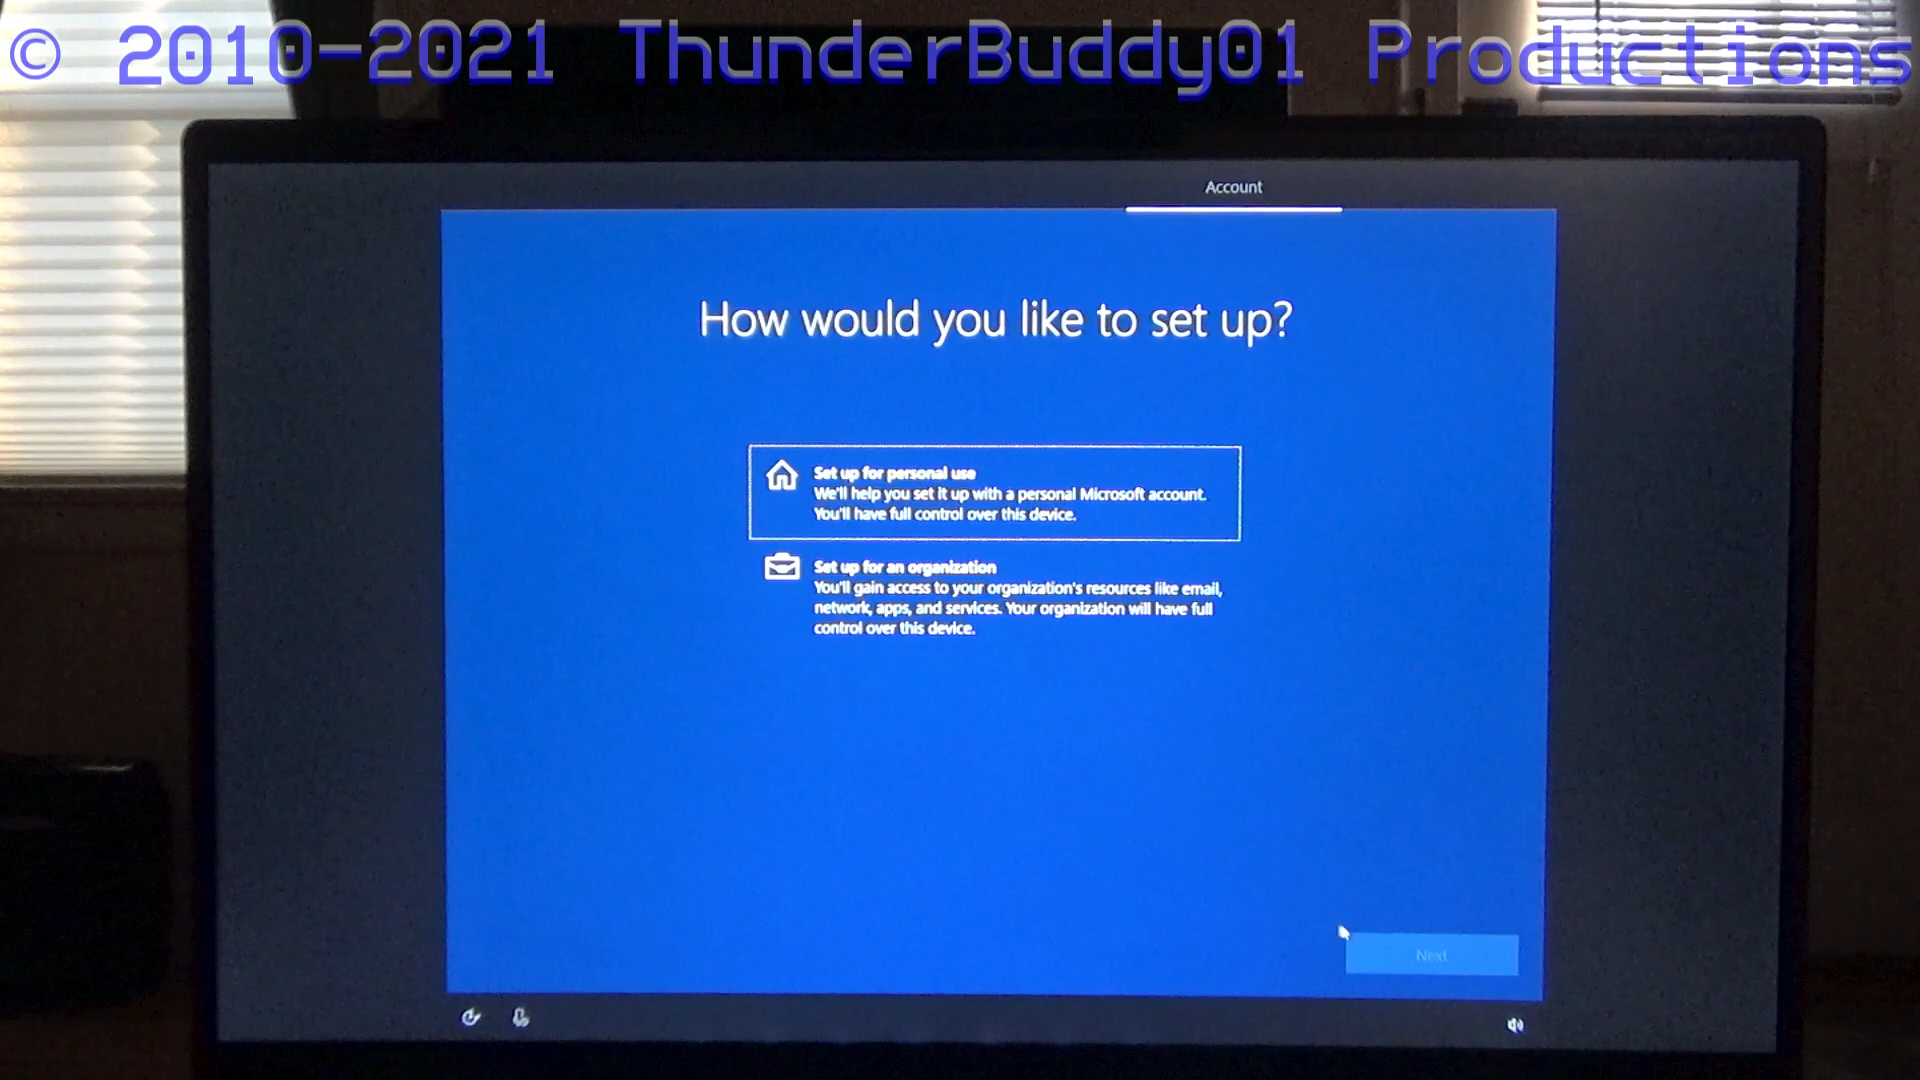 © 2010-2021 ThunderBuddy01 Productions
Account
How would you like to set up?
Set up for personal use
We'll help you set it up with a personal Microsoft account.
You'll have full control over this device.
Set up for an organization
You'll gain access to your organization's resources like email,
network, apps, and services. Your organization will have full
control over this device.
Next